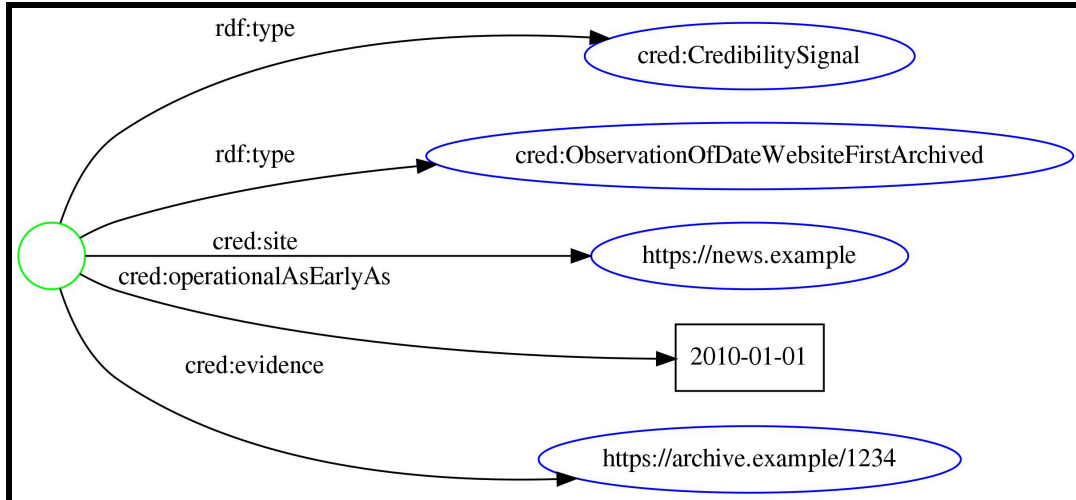 rdf:type
cred:CredibilitySignal
rdf:type
cred:ObservationOfDateWebsiteFirstArchived
cred:site
https://news.example
cred:operationalAsEarlyAs
2010-01-01
cred:evidence
https://archive.example/1234